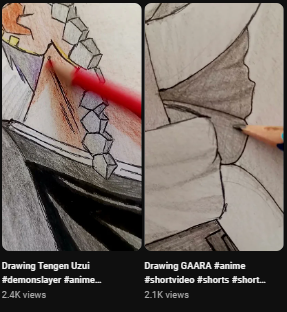 Drawing Tengen Uzui
#demonslayer #anime...
2.4K views
Drawing GAARA #anime
#shortvideo #shorts #short...
2.1K views